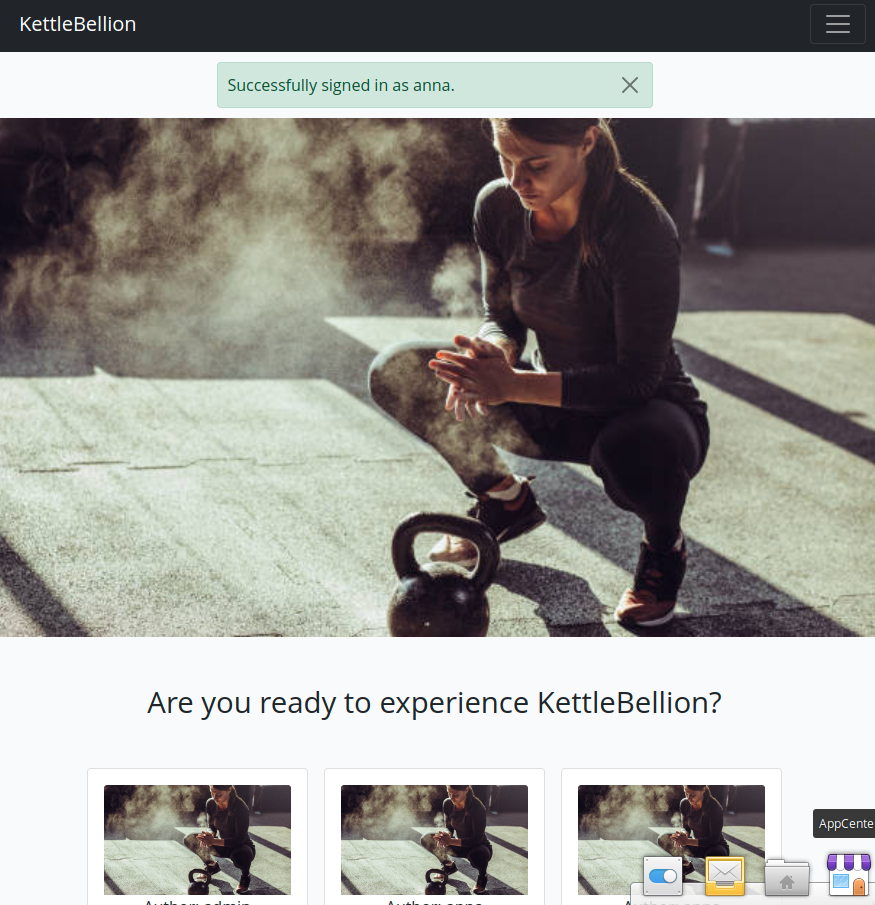 KettleBellion
Successfully signed in as anna.
Are you ready to experience KettleBellion?
AppCente
Author: admin
Author: anna
Author: anna